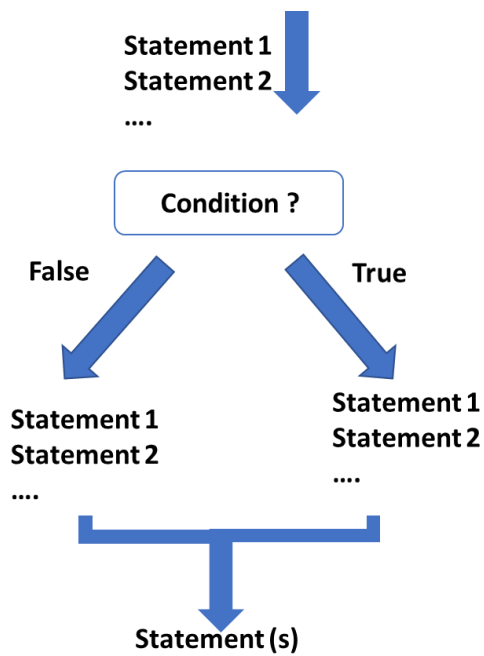 Statement 1
Statement 2
....
Condition ?
False
True
Statement 1
Statement 2
....
Statement 1
Statement 2
....
Statement (s)